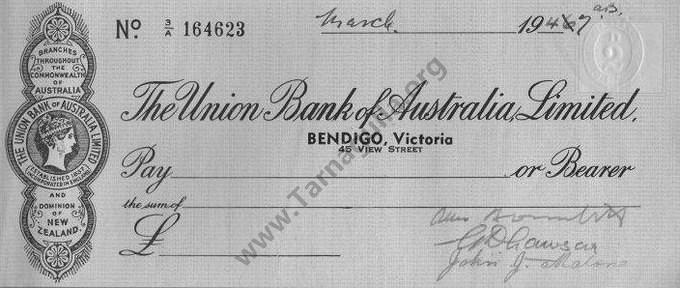 No. 3/A 164623
March 1947
BRANCHES
THROUGHOUT
THE
COMMONWEALTH
OF
AUSTRALIA
THE UNION BANK OF AUSTRALIA LIMITED
ESTABLISHED 1837
INCORPORATED IN ENGLAND
AND
DOMINION
OF
NEW
ZEALAND.
The Union Bank of Australia, Limited,
BENDIGO, Victoria
45 VIEW STREET
Pay or Bearer
the sum of
£
John J. Malone
www.Tarnagulla.org